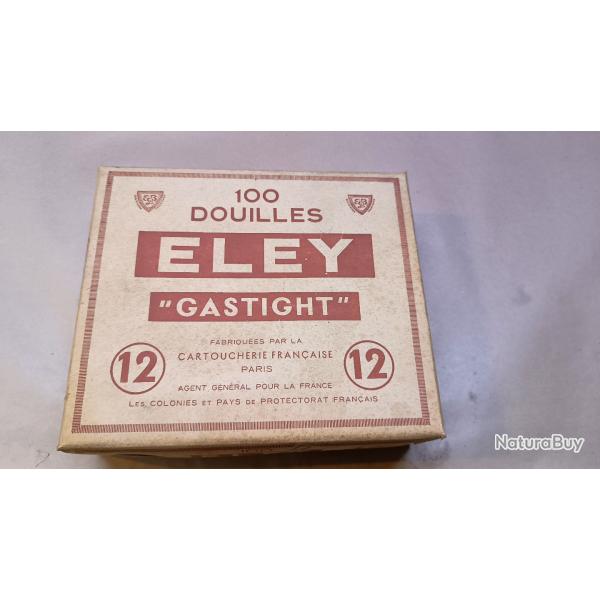 100
DOUILLES
ELEY
"GASTIGHT"
FABRIQUÉES PAR LA
12 CARTOUCHERIE FRANÇAISE 12
PARIS
AGENT GÉNÉRAL POUR LA FRANCE
LES COLONIES ET PAYS DE PROTECTORAT FRANÇAIS
NaturaBuy